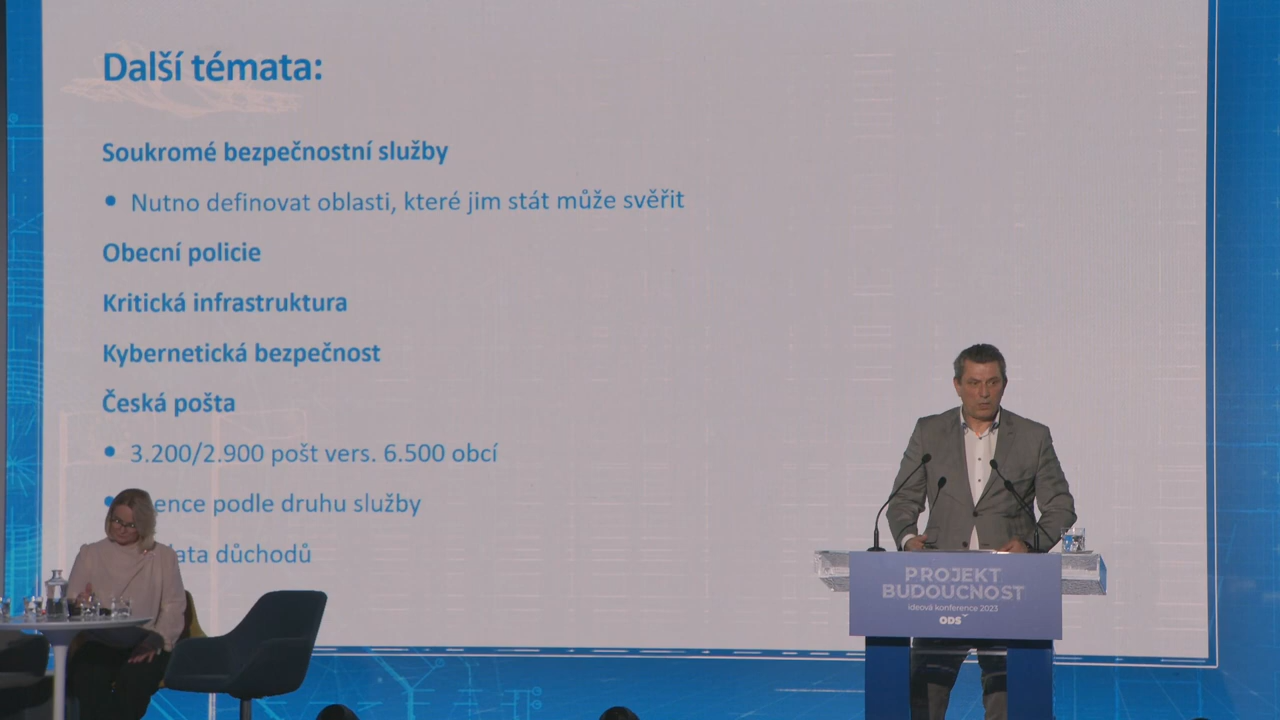 Další témata:
Soukromé bezpečnostní služby
• Nutno definovat oblasti, které jim stát může svěřit
Obecní policie
Kritická infrastruktura
Kybernetická bezpečnost
Česká pošta
• 3.200/2.900 pošt vers. 6.500 obcí
podle druhu služby
důchodů
PROJEKT
BUDOUCNOST
ideová konference 2023
ODS